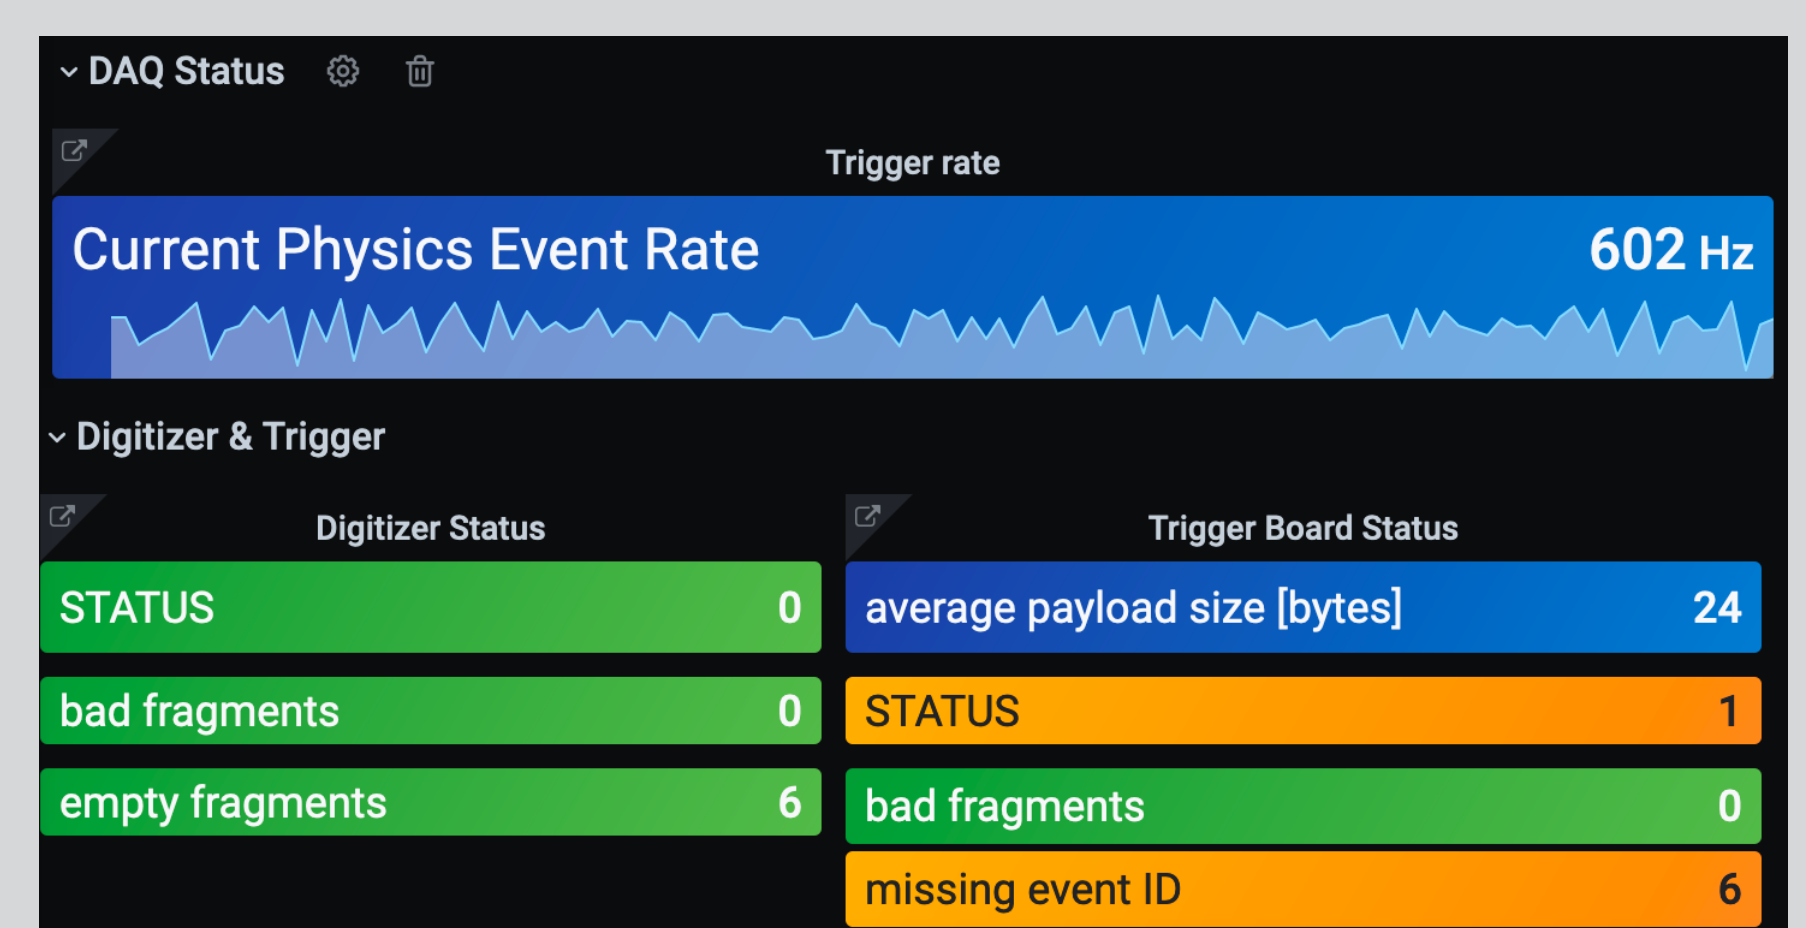 DAQ Status
Trigger rate
Current Physics Event Rate 602 Hz
Digitizer & Trigger
Digitizer Status
STATUS 0
bad fragments 0
empty fragments 6
Trigger Board Status
average payload size [bytes] 24
STATUS 1
bad fragments 0
missing event ID 6